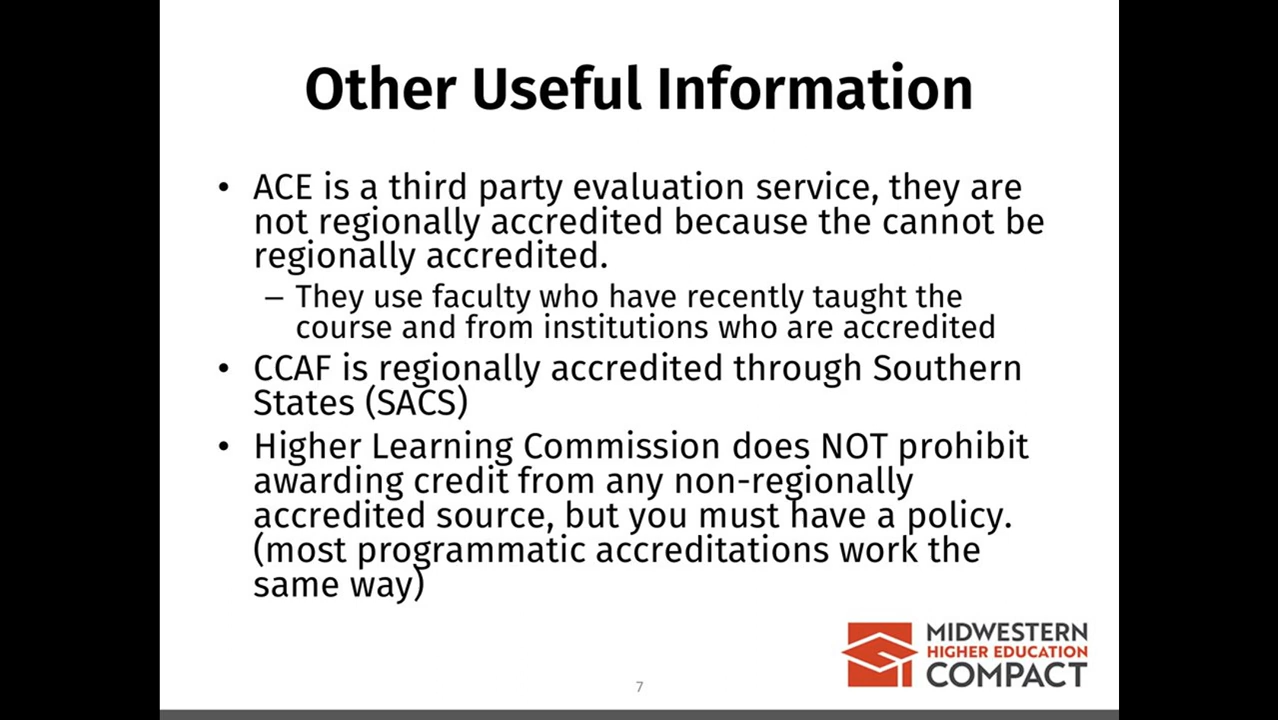 Other Useful Information
• ACE is a third party evaluation service, they are
not regionally accredited because the cannot be
regionally accredited.
– They use faculty who have recently taught the
course and from institutions who are accredited
• CCAF is regionally accredited through Southern
States (SACS)
• Higher Learning Commission does NOT prohibit
awarding credit from any non-regionally
accredited source, but you must have a policy.
(most programmatic accreditations work the
same way)
MIDWESTERN
HIGHER EDUCATION
COMPACT
7